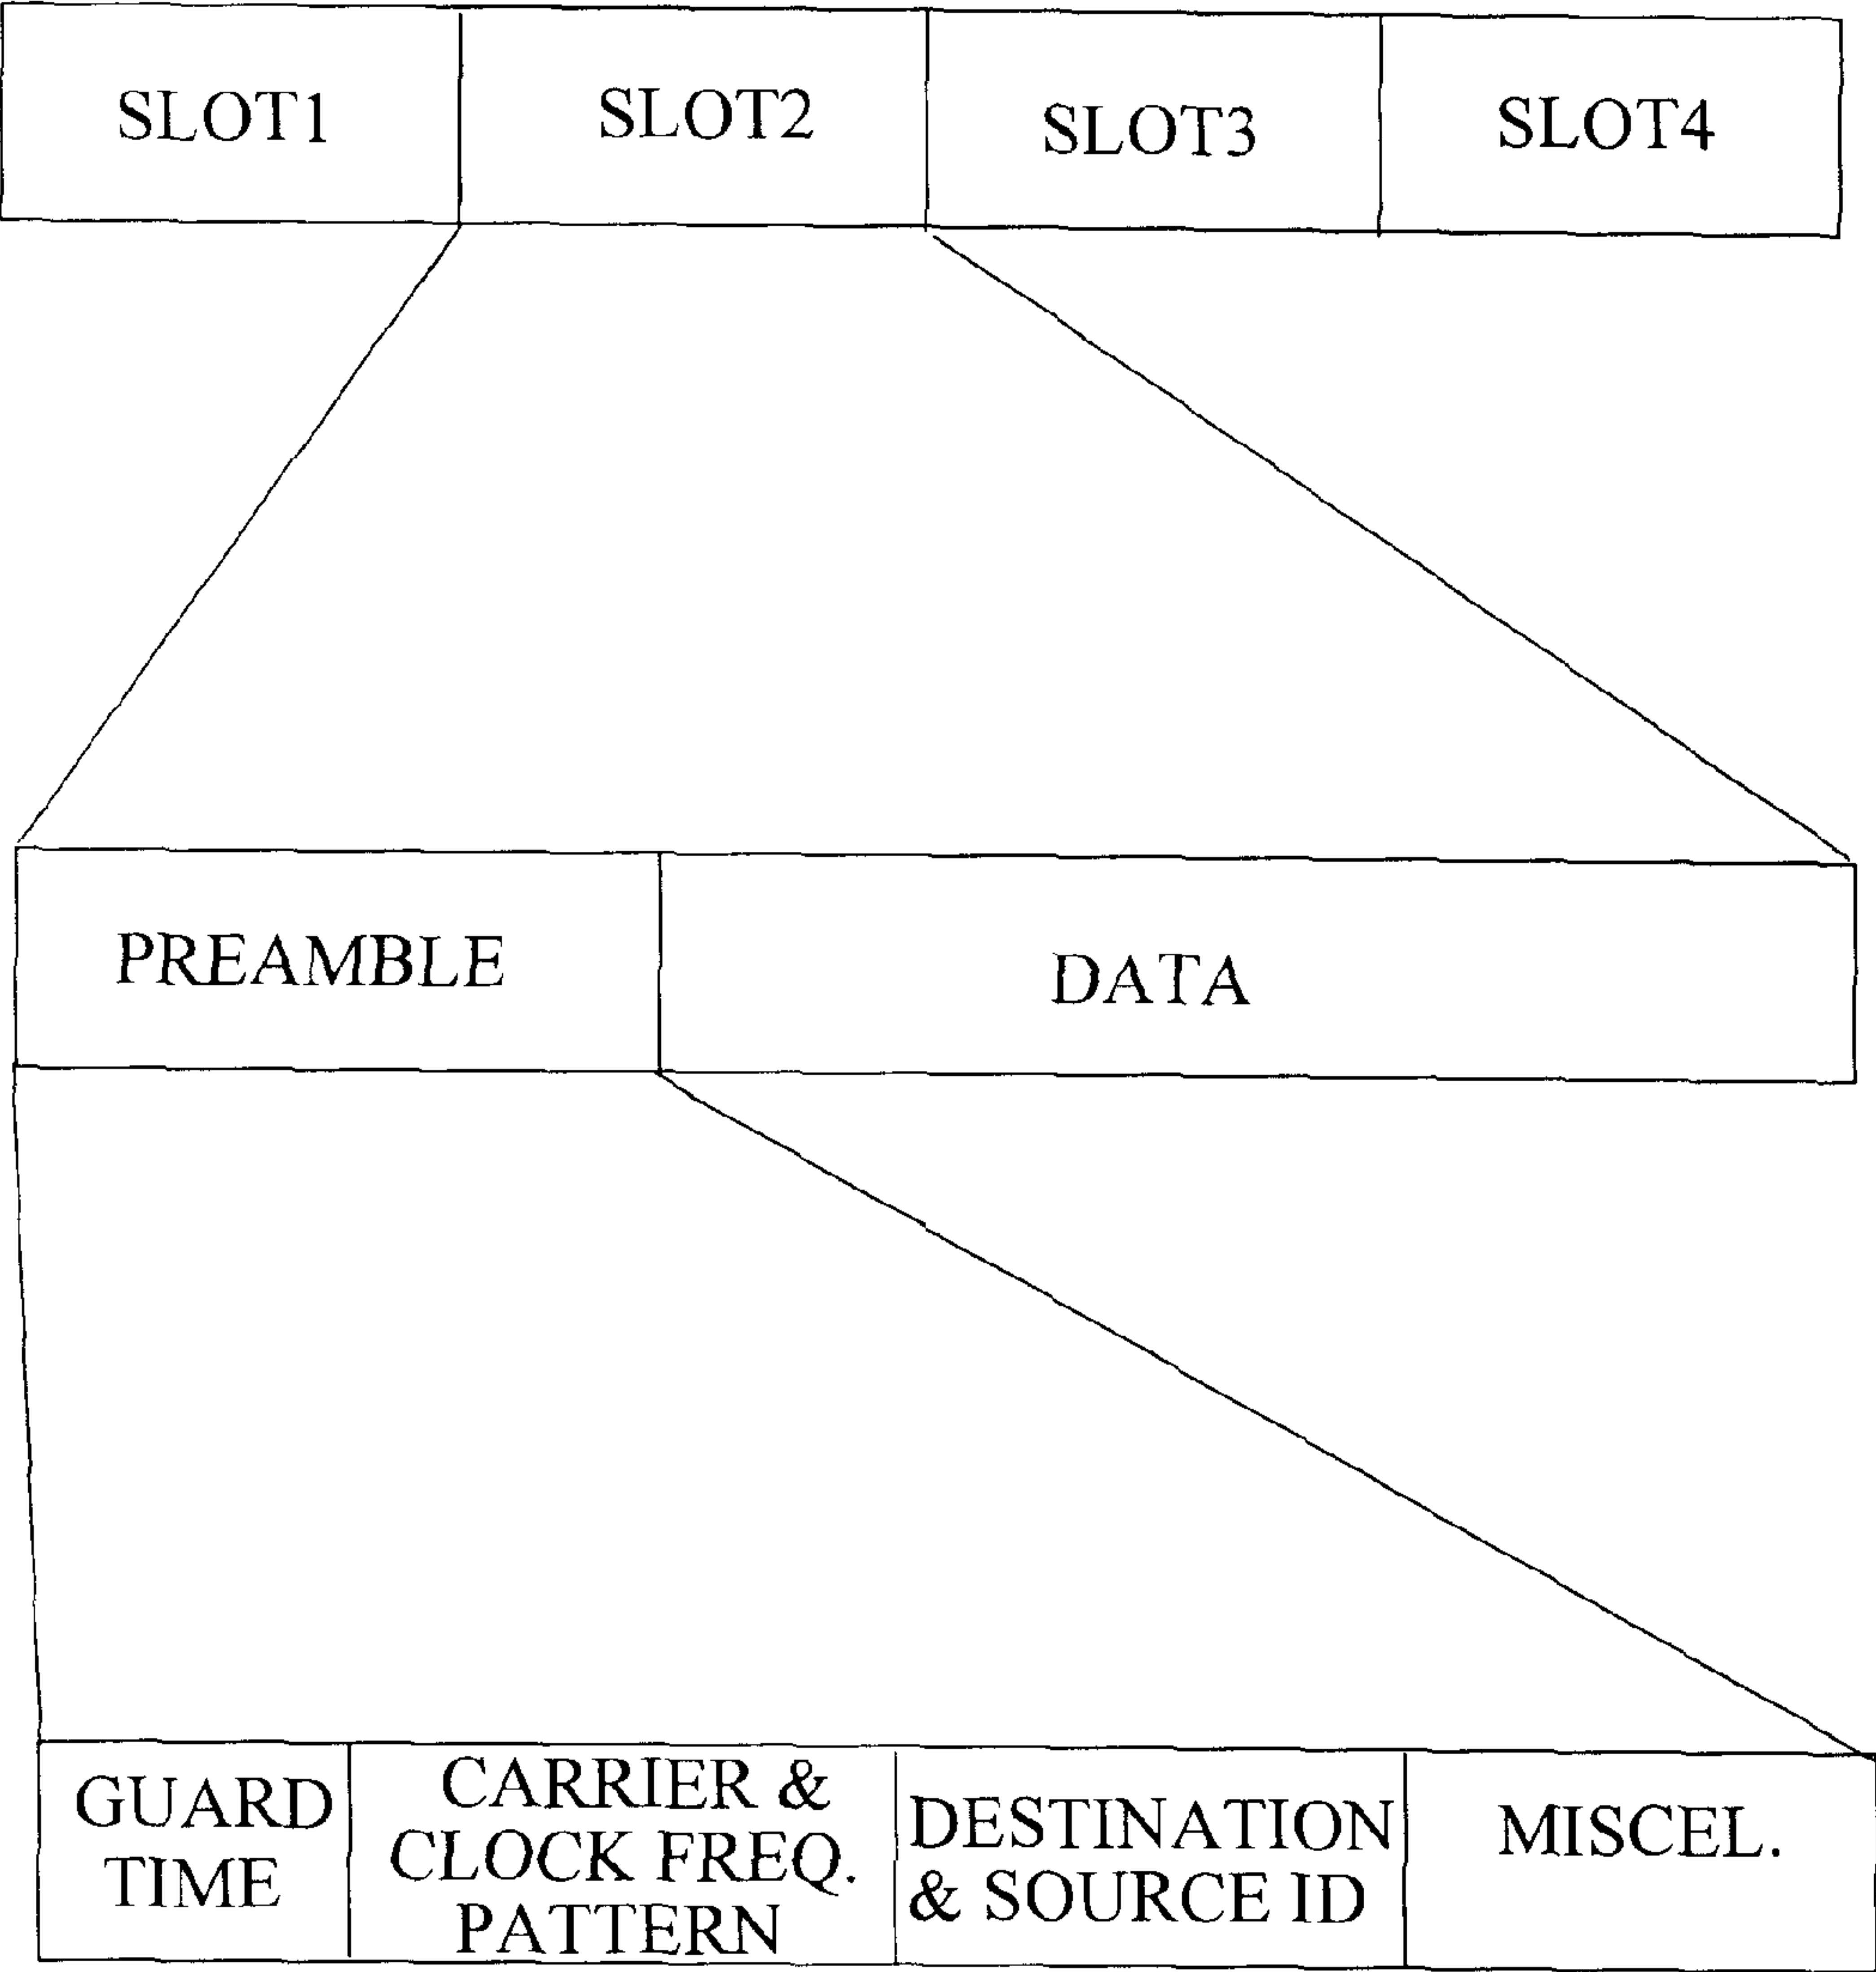 SLOT1 SLOT2 SLOT3 SLOT4
PREAMBLE DATA
GUARD
TIME
CARRIER &
CLOCK FREQ.
PATTERN
DESTINATION
& SOURCE ID
MISCEL.